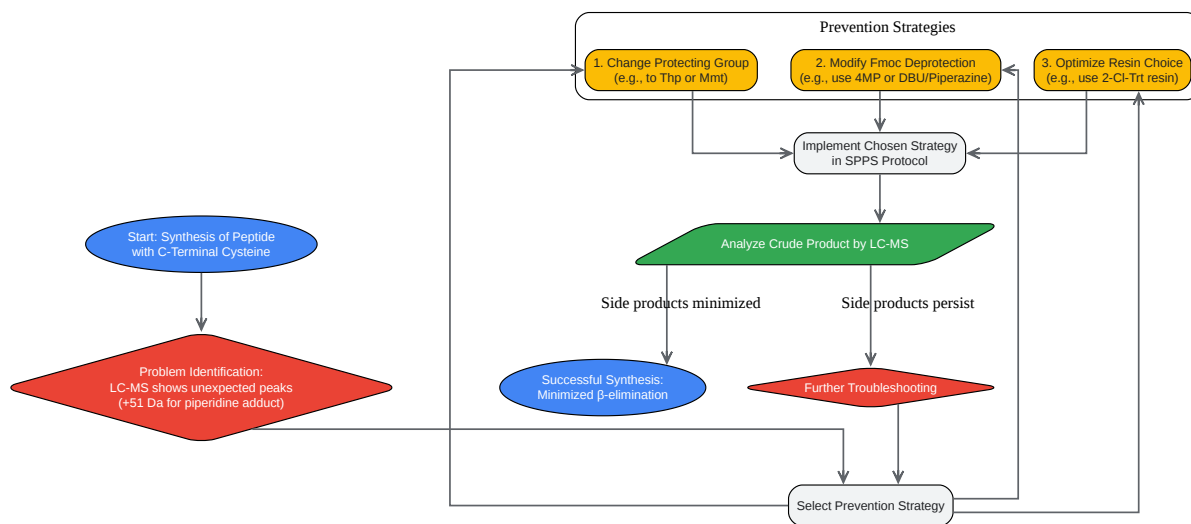 Prevention Strategies
1. Change Protecting Group
(e.g., to Thp or Mmt)
2. Modify Fmoc Deprotection
(e.g., use 4MP or DBU/Piperazine)
3. Optimize Resin Choice
(e.g., use 2-Cl-Trt resin)
Implement Chosen Strategy
in SPPS Protocol
Start: Synthesis of Peptide
with C-Terminal Cysteine
Analyze Crude Product by LC-MS
Side products minimized
Side products persist
Problem Identification:
LC-MS shows unexpected peaks
(+51 Da for piperidine adduct)
Successful Synthesis:
Minimized β-elimination
Further Troubleshooting
Select Prevention Strategy